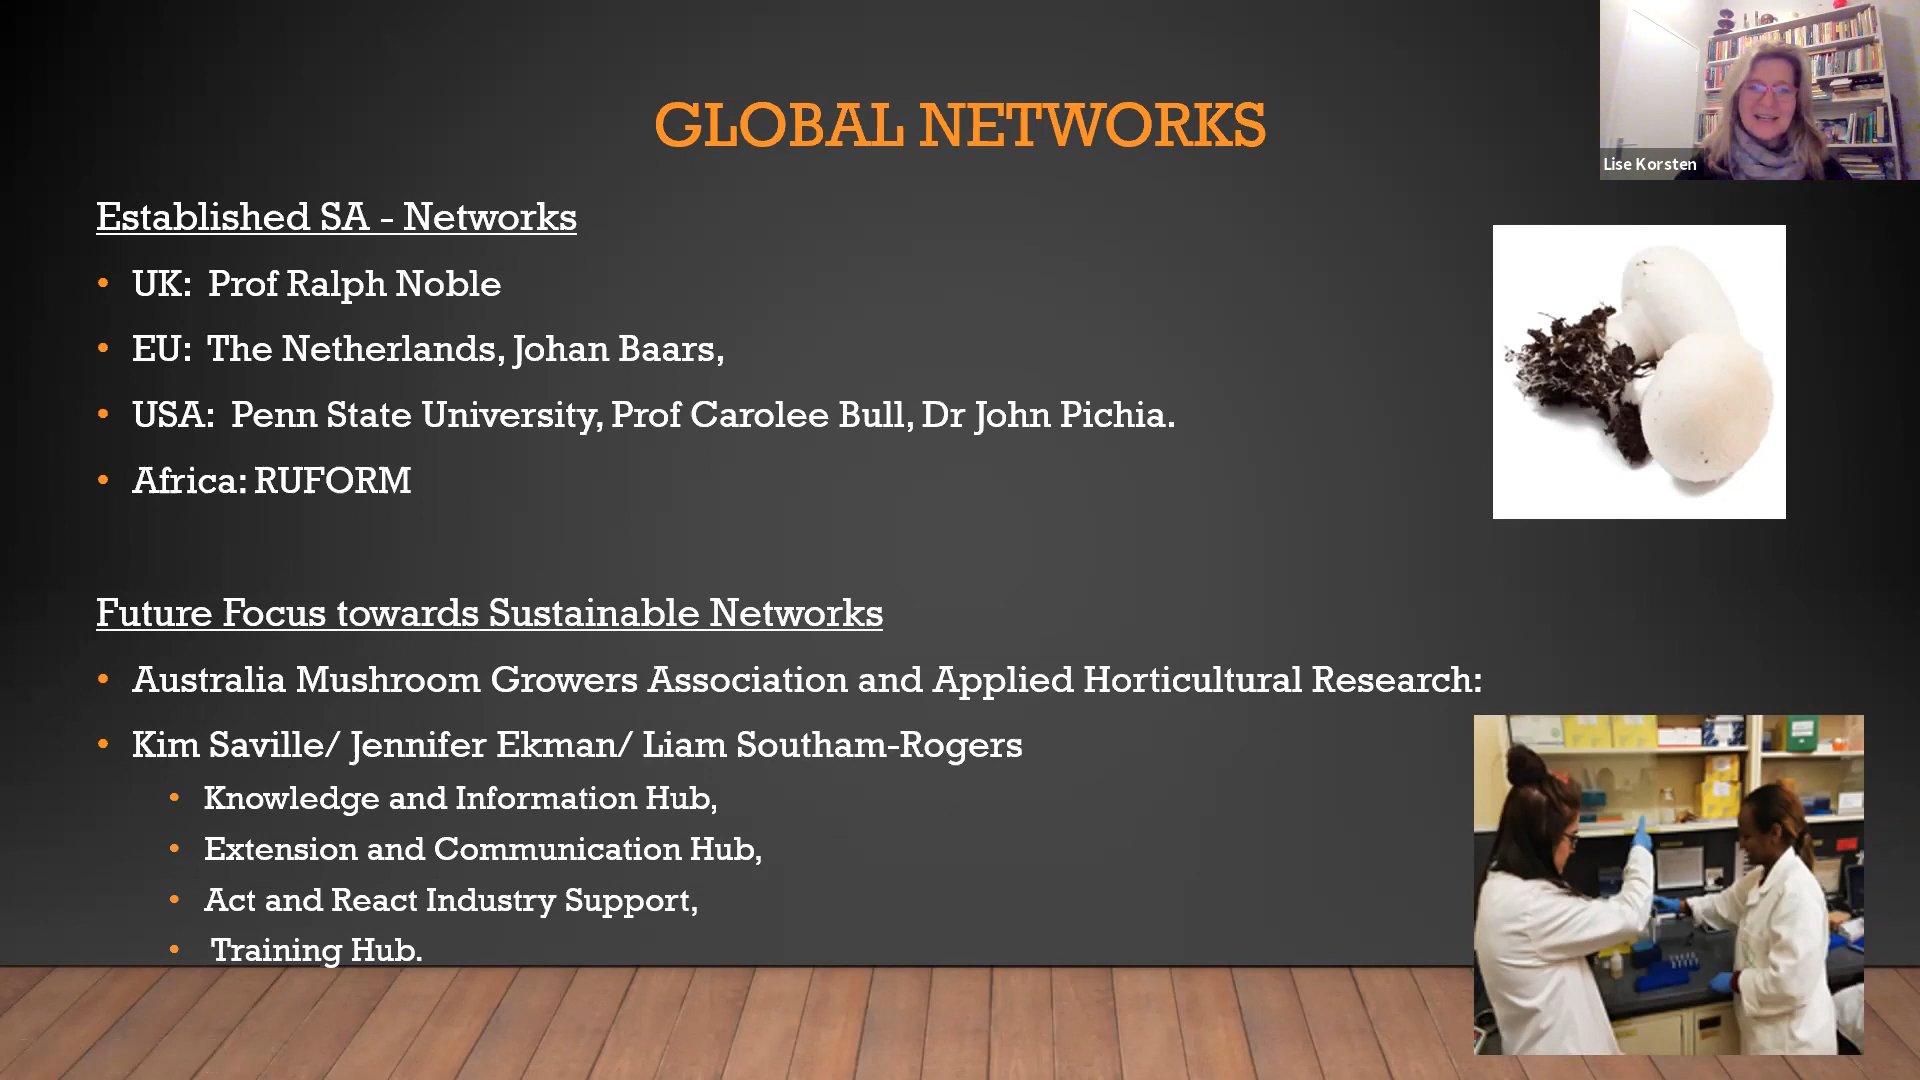 GLOBAL NETWORKS
Lise Korsten
Established SA - Networks
• UK:  Prof Ralph Noble
• EU:  The Netherlands, Johan Baars,
• USA:  Penn State University, Prof Carolee Bull, Dr John Pichia.
• Africa: RUFORM
Future Focus towards Sustainable Networks
• Australia Mushroom Growers Association and Applied Horticultural Research:
• Kim Saville/ Jennifer Ekman/ Liam Southam-Rogers
• Knowledge and Information Hub,
• Extension and Communication Hub,
• Act and React Industry Support,
• Training Hub.